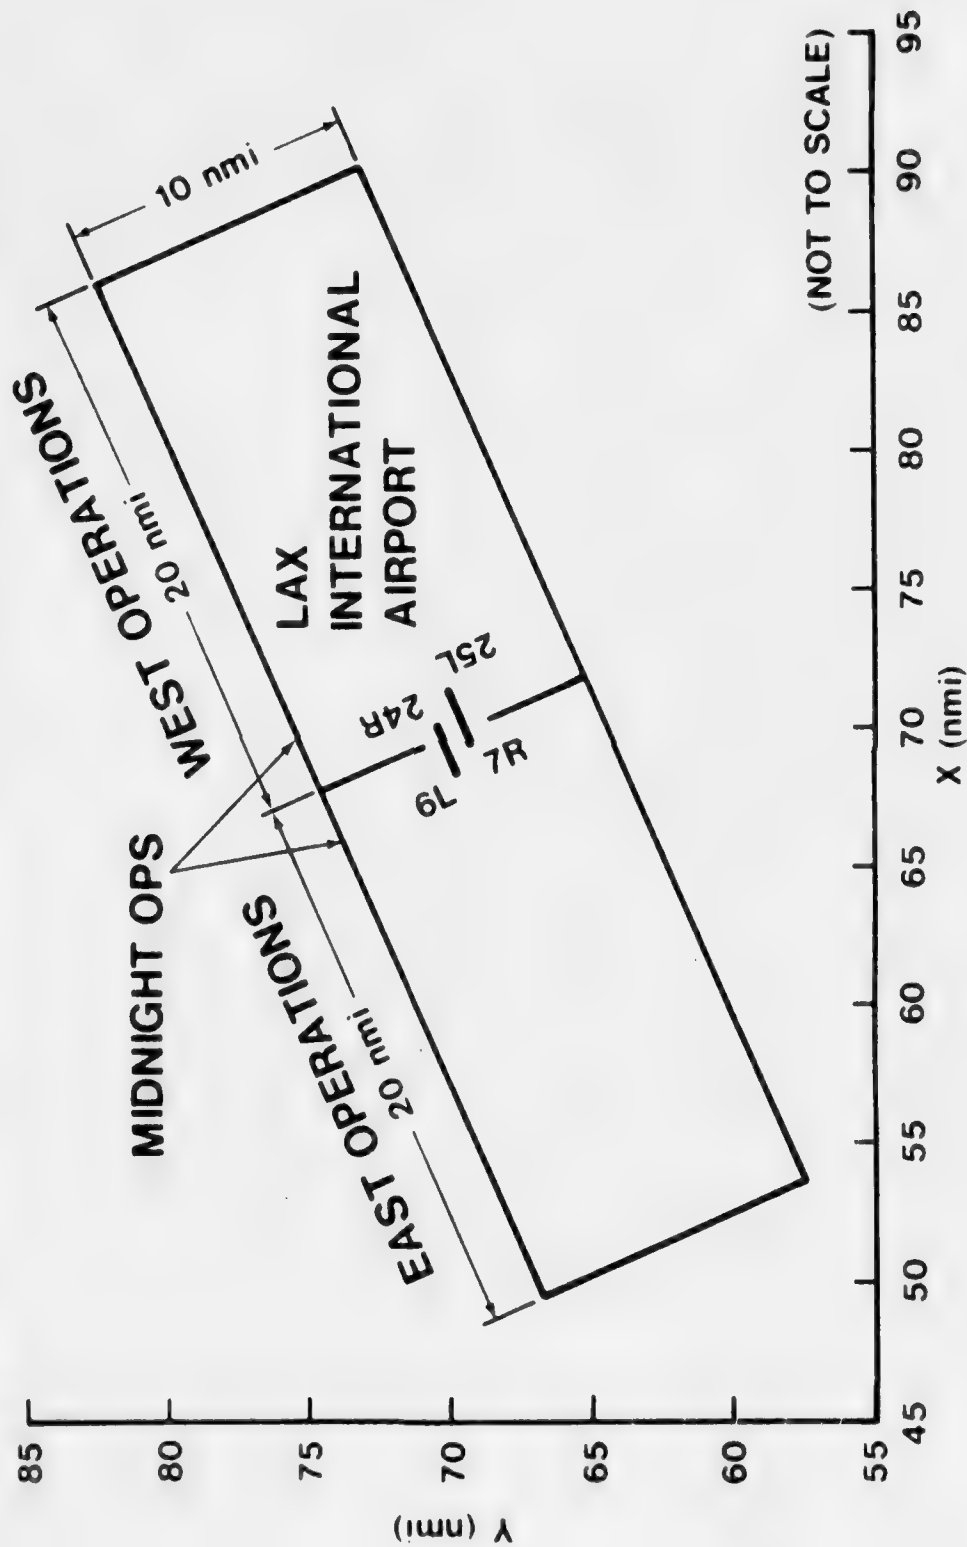 MIDNIGHT OPS
WEST OPERATIONS
20 nmi
EAST OPERATIONS
20 nmi
10 nmi
LAX
INTERNATIONAL
AIRPORT
24R
25L
6L
7R
(NOT TO SCALE)
Y (nmi)
85
80
75
70
65
60
55
45
50
55
60
65
70
75
80
85
90
95
X (nmi)